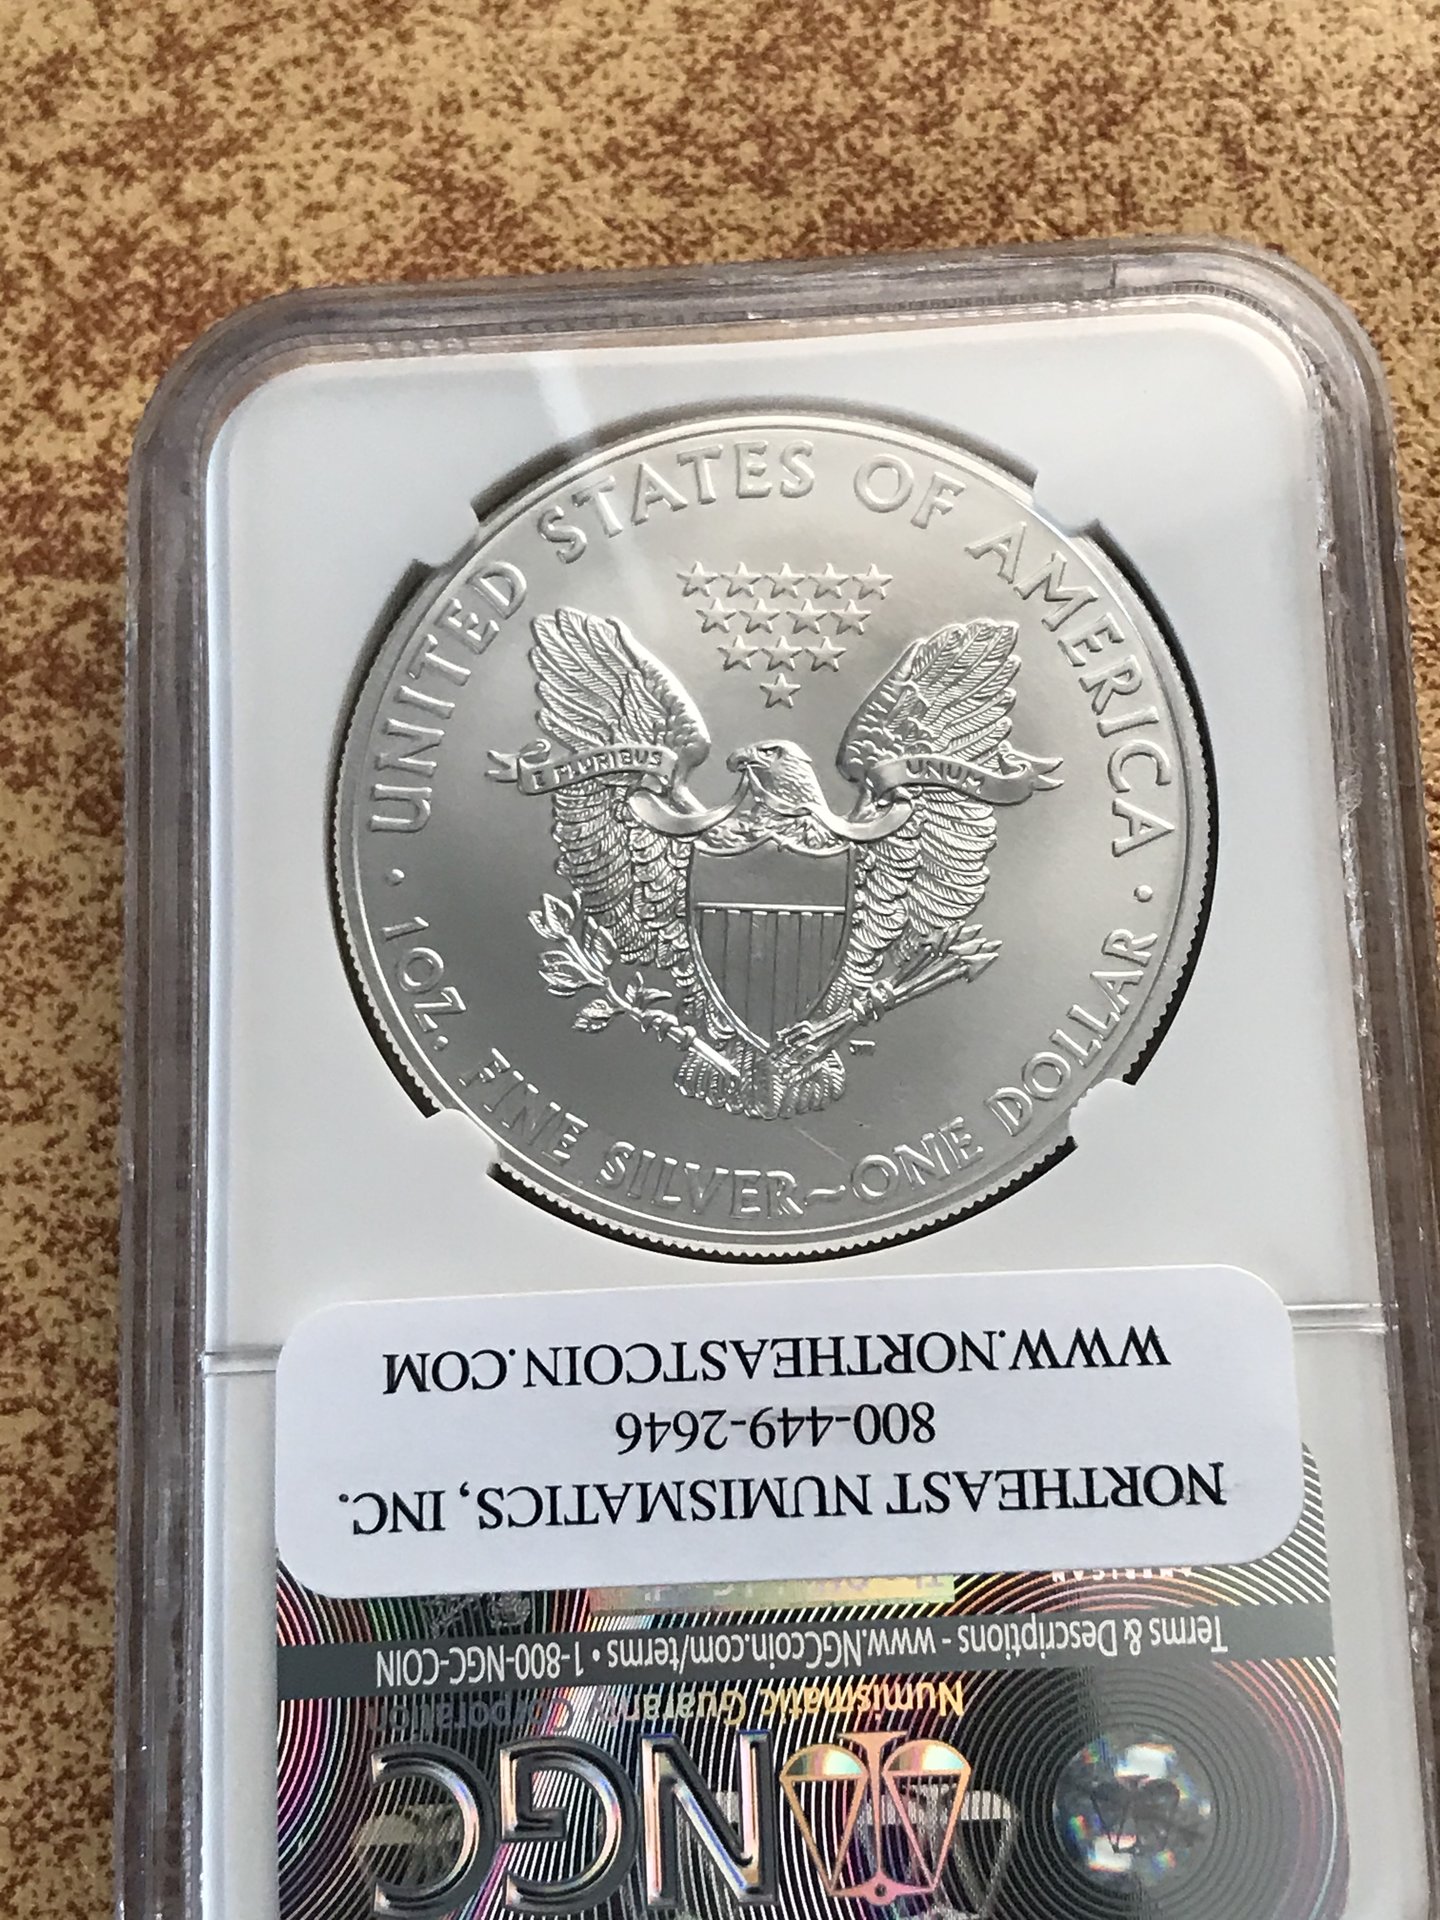 UNITED STATES OF AMERICA
E PLURIBUS UNUM
1 OZ. FINE SILVER~ONE DOLLAR
NORTHEAST NUMISMATICS, INC.
800-449-2646
WWW.NORTHEASTCOIN.COM
NGC
Numismatic Guaranty Corporation
Terms & Descriptions - www.NGCcoin.com/terms • 1-800-NGC-COIN
AMERICAN